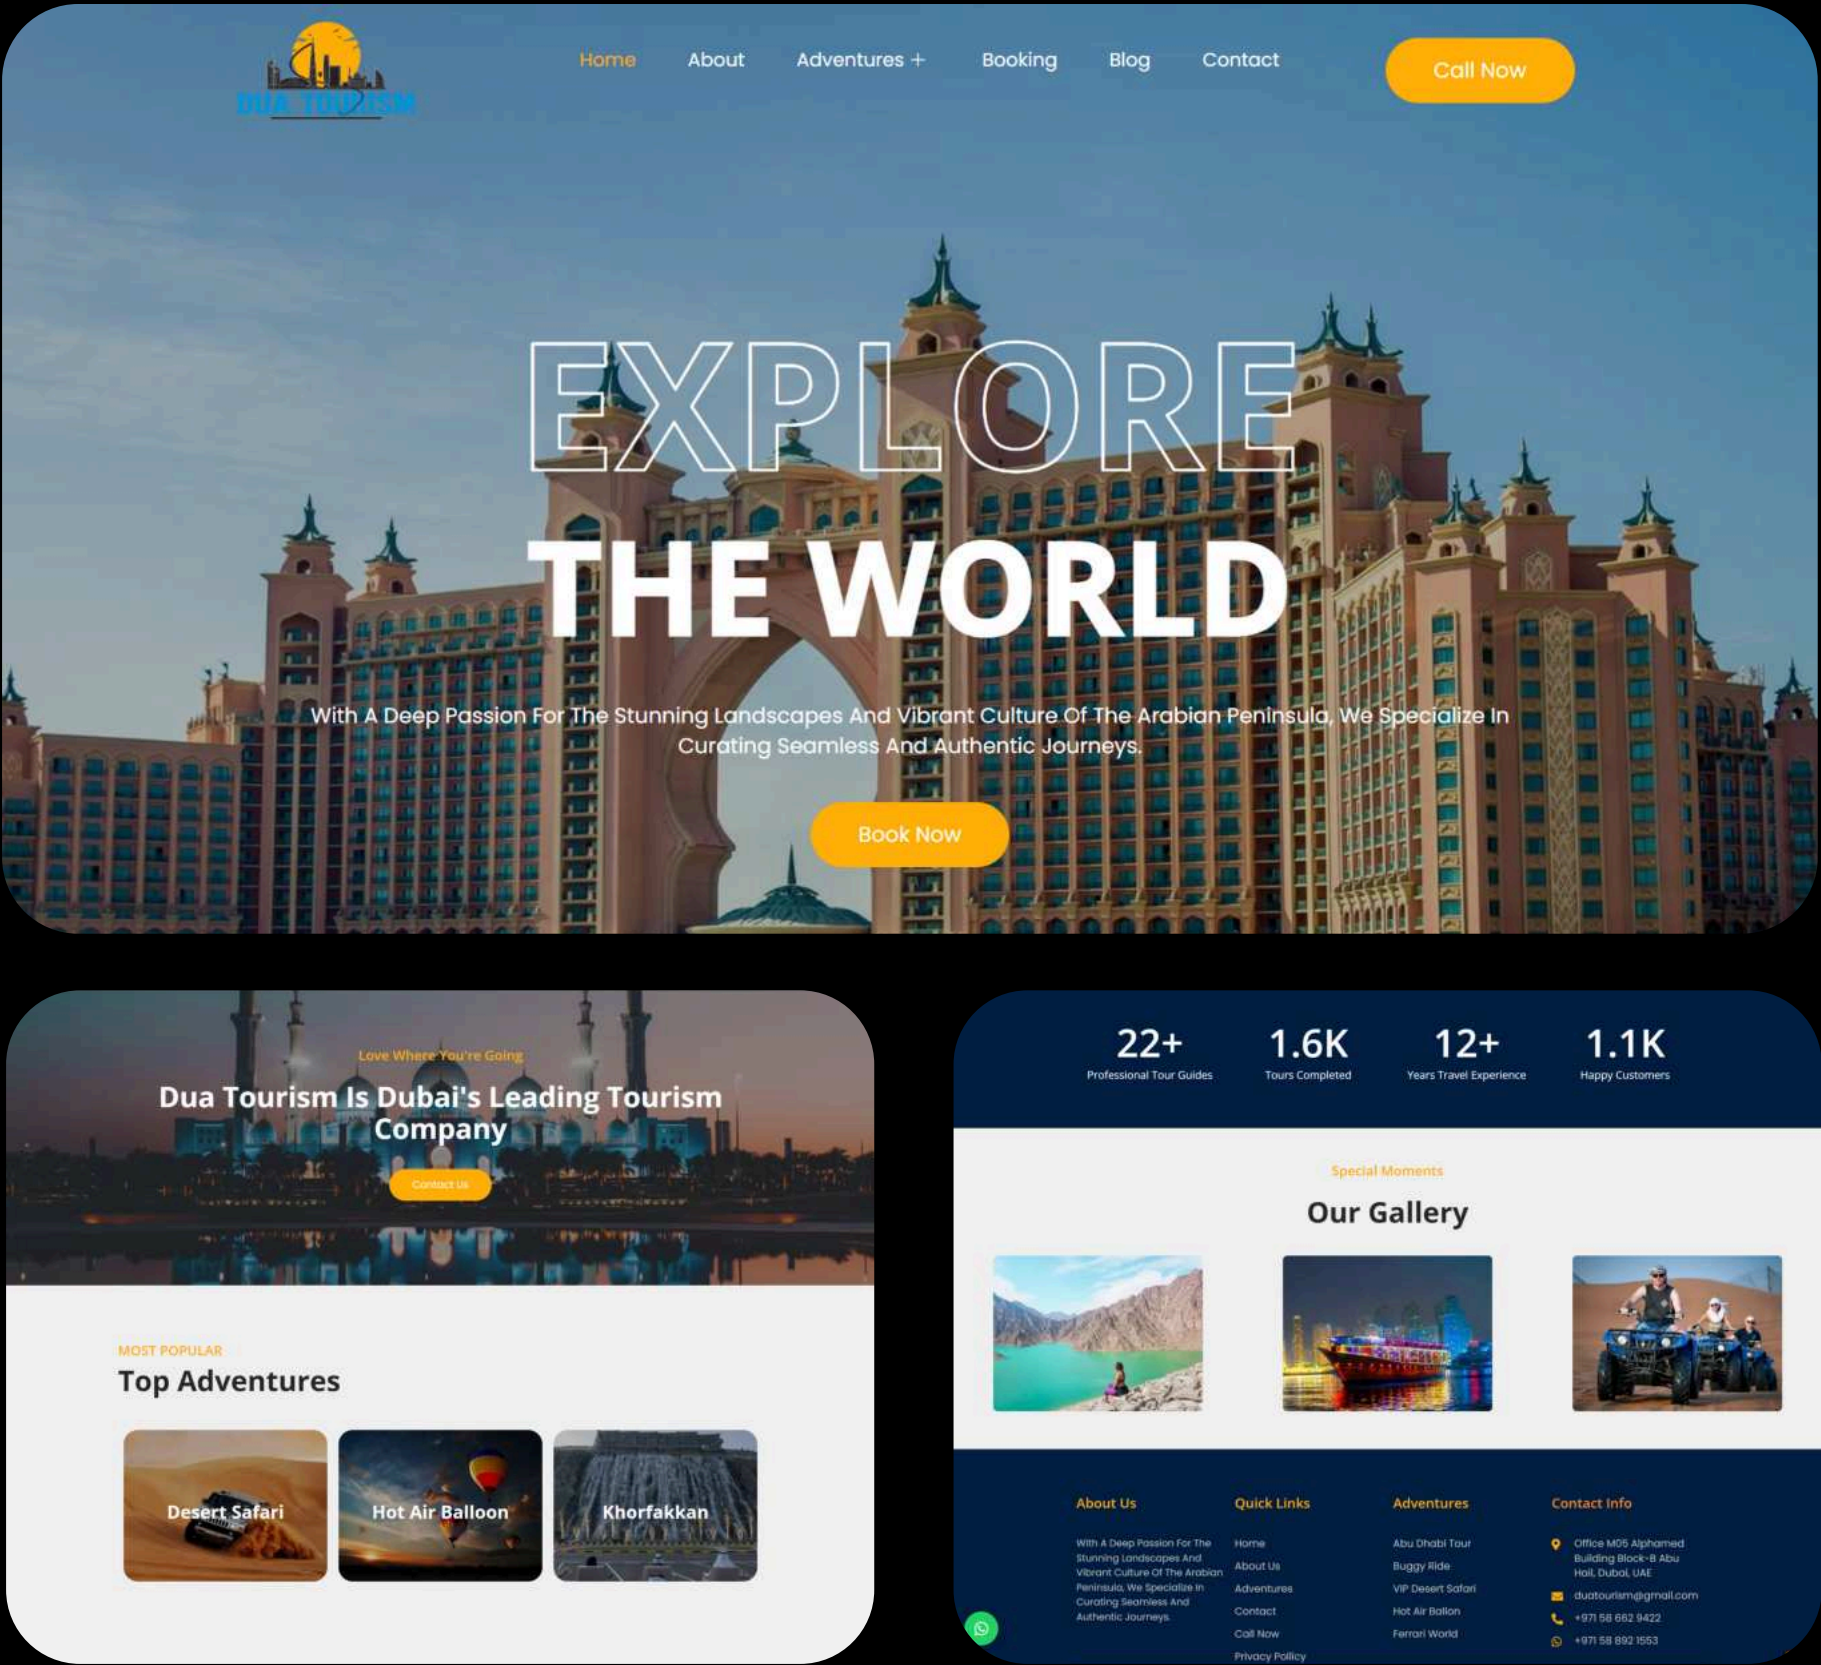 DUA TOURISM
Home About Adventures + Booking Blog Contact Call Now
EXPLORE
THE WORLD
With A Deep Passion For The Stunning Landscapes And Vibrant Culture Of The Arabian Peninsula, We Specialize In
Curating Seamless And Authentic Journeys.
Book Now
Love Where You're Going
Dua Tourism Is Dubai's Leading Tourism
Company
Contact Us
MOST POPULAR
Top Adventures
Desert Safari
Hot Air Balloon
Khorfakkan
22+
Professional Tour Guides
1.6K
Tours Completed
12+
Years Travel Experience
1.1K
Happy Customers
Special Moments
Our Gallery
About Us
With A Deep Passion For The
Stunning Landscapes And
Vibrant Culture Of The Arabian
Peninsula, We Specialize In
Curating Seamless And
Authentic Journeys.
Quick Links
Home
About Us
Adventures
Contact
Call Now
Privacy Pollicy
Adventures
Abu Dhabi Tour
Buggy Ride
VIP Desert Safari
Hot Air Ballon
Ferrari World
Contact Info
Office M05 Alphamed
Building Block-B Abu
Hail, Dubai, UAE
duatourism@gmail.com
+971 58 662 9422
+971 58 892 1553